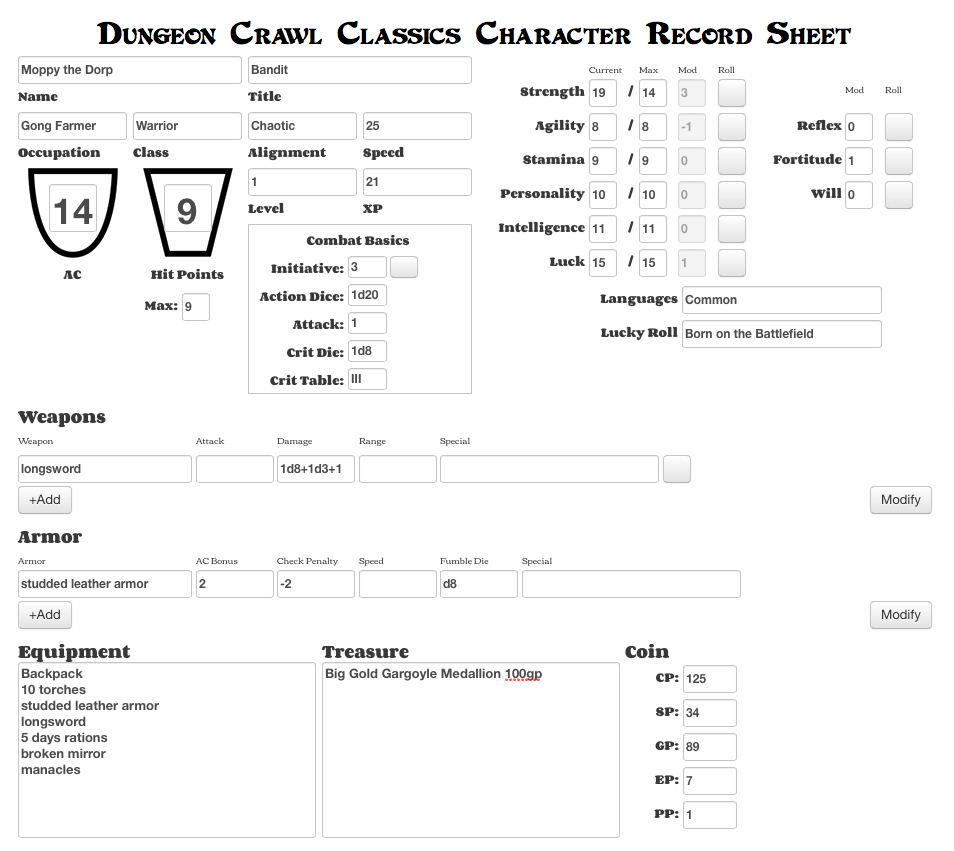 Dungeon Crawl Classics Character Record Sheet
Moppy the Dorp Bandit
Name Title
Gong Farmer Warrior Chaotic 25
Occupation Class Alignment Speed
14 9
AC Hit Points
Max: 9
1 21
Level XP
Combat Basics
Initiative: 3
Action Dice: 1d20
Attack: 1
Crit Die: 1d8
Crit Table: III
Current Max Mod Roll
Strength 19 / 14 3
Agility 8 / 8 -1
Stamina 9 / 9 0
Personality 10 / 10 0
Intelligence 11 / 11 0
Luck 15 / 15 1
Mod Roll
Reflex 0
Fortitude 1
Will 0
Languages Common
Lucky Roll Born on the Battlefield
Weapons
Weapon Attack Damage Range Special
longsword 1d8+1d3+1
+Add Modify
Armor
Armor AC Bonus Check Penalty Speed Fumble Die Special
studded leather armor 2 -2 d8
+Add Modify
Equipment
Backpack
10 torches
studded leather armor
longsword
5 days rations
broken mirror
manacles
Treasure
Big Gold Gargoyle Medallion 100gp
Coin
CP: 125
SP: 34
GP: 89
EP: 7
PP: 1